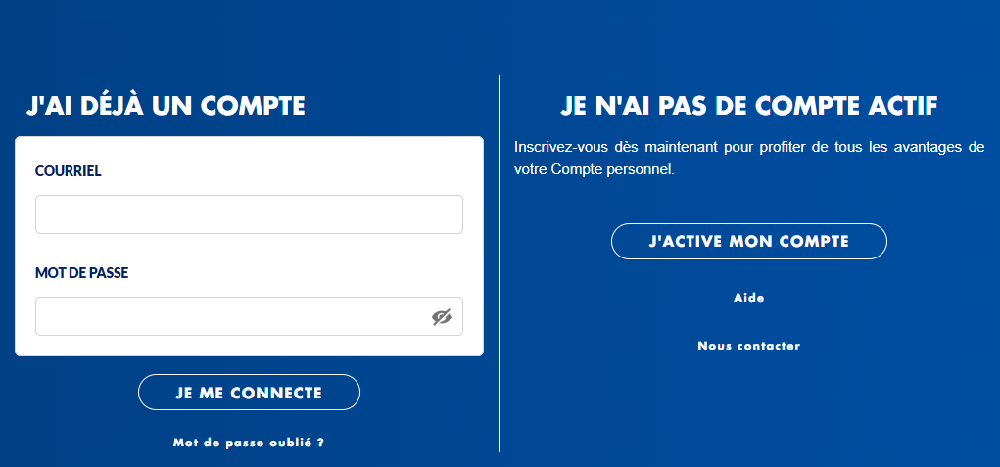 J'AI DÉJÀ UN COMPTE
COURRIEL
MOT DE PASSE
JE ME CONNECTE
Mot de passe oublié ?
JE N'AI PAS DE COMPTE ACTIF
Inscrivez-vous dès maintenant pour profiter de tous les avantages de
votre Compte personnel.
J'ACTIVE MON COMPTE
Aide
Nous contacter